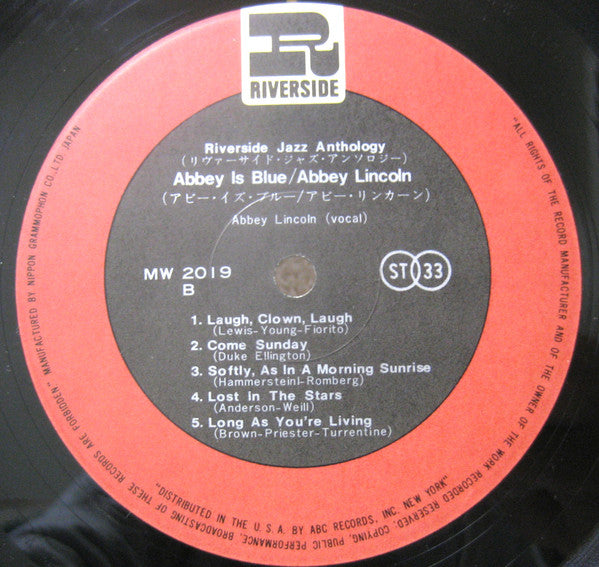 RIVERSIDE
Riverside Jazz Anthology
(リヴァーサイド・ジャズ・アンソロジー)
Abbey Is Blue/Abbey Lincoln
(アビー・イズ・ブルー/アビー・リンカーン)
Abbey Lincoln (vocal)
MW 2019
B
ST 33
1. Laugh, Clown, Laugh
(Lewis-Young-Fiorito)
2. Come Sunday
(Duke Ellington)
3. Softly, As In A Morning Sunrise
(HammersteinI-Romberg)
4. Lost In The Stars
(Anderson-Weill)
5. Long As You're Living
(Brown-Priester-Turrentine)
"DISTRIBUTED IN THE U. S. A. BY ABC RECORDS, INC. NEW YORK"
"ALL RIGHTS OF THE RECORD MANUFACTURER AND OF THE OWNER OF THE WORK RECORDED RESERVED. COPYING, PUBLIC PERFORMANCE, BROADCASTING OF THESE RECORDS ARE FORBIDDEN" MANUFACTURED BY NIPPON GRAMMOPHON CO., LTD. JAPAN